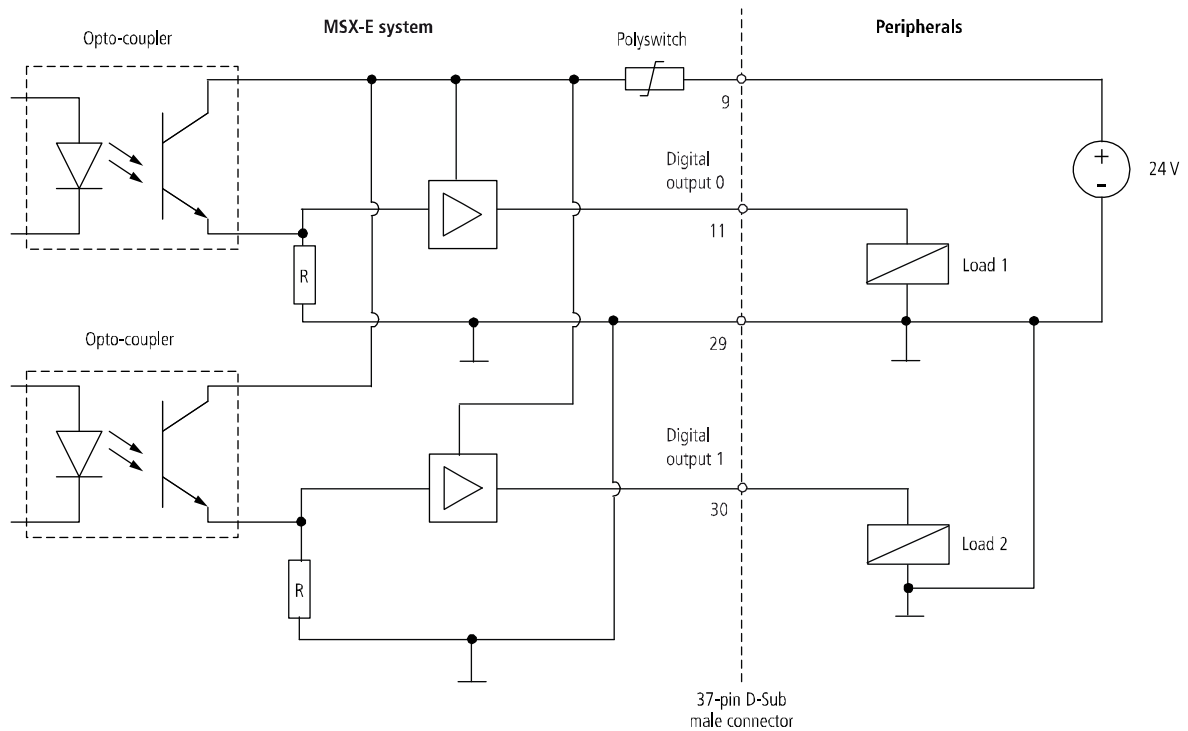 MSX-E system
Peripherals
Opto-coupler
Polyswitch
9
+
-
24 V
Digital
output 0
11
R
Load 1
29
Opto-coupler
Digital
output 1
30
R
Load 2
37-pin D-Sub
male connector